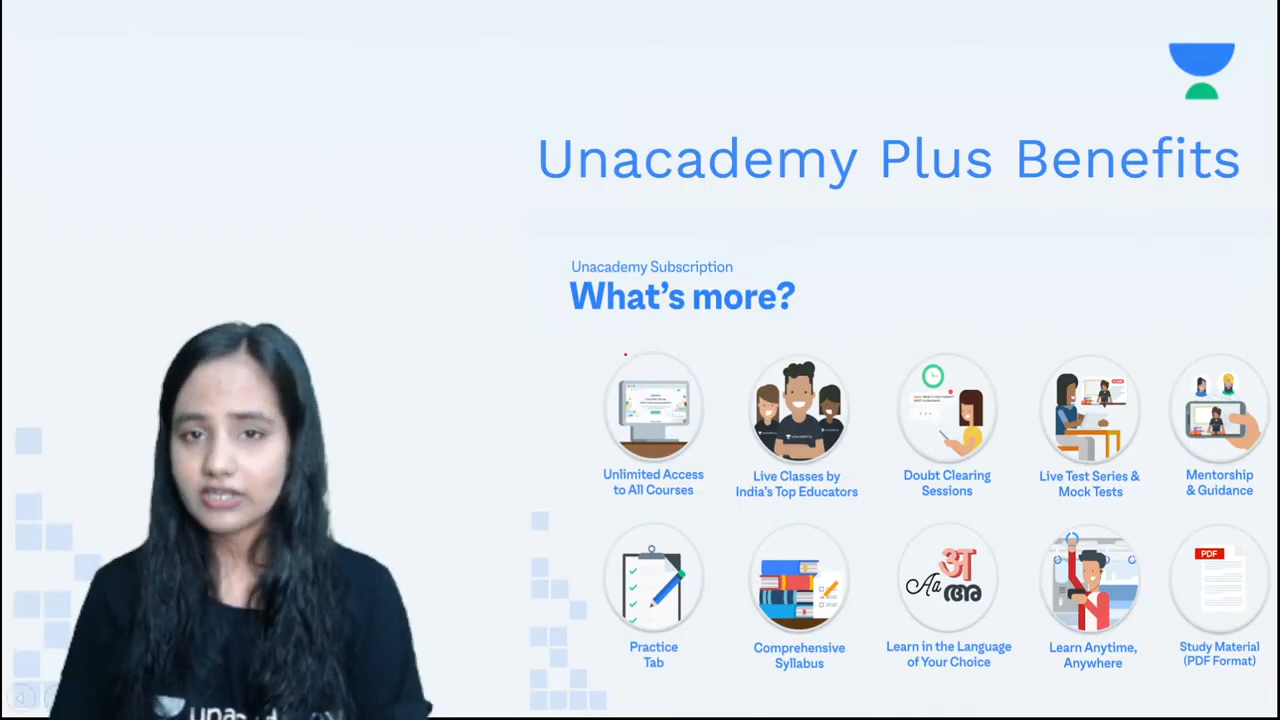 Unacademy Plus Benefits
Unacademy Subscription
What's more?
Unlimited Access
to All Courses
Live Classes by
India's Top Educators
Doubt Clearing
Sessions
Live Test Series &
Mock Tests
Mentorship
& Guidance
Aa
अ
PDF
Practice
Tab
Comprehensive
Syllabus
Learn in the Language
of Your Choice
Learn Anytime,
Anywhere
Study Material
(PDF Format)